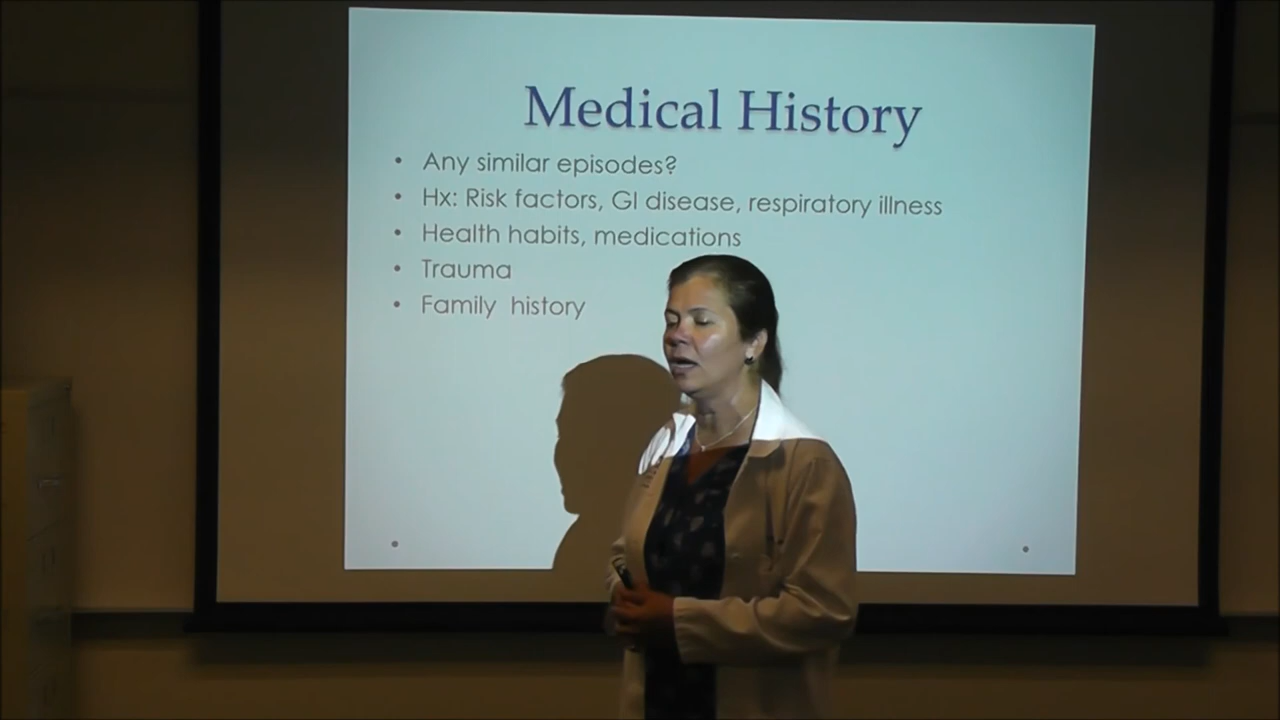 Medical History
• Any similar episodes?
• Hx: Risk factors, GI disease, respiratory illness
• Health habits, medications
• Trauma
• Family history